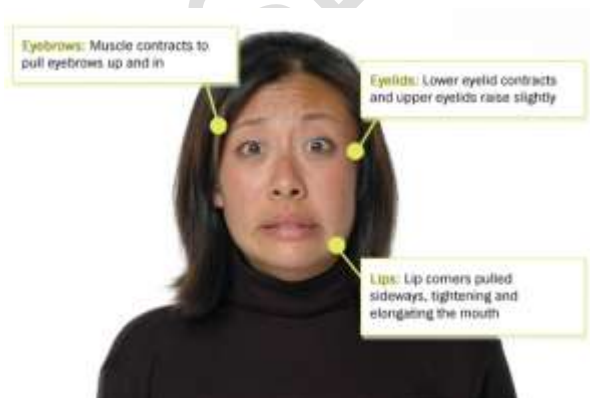 Eyebrows: Muscle contracts to
pull eyebrows up and in
Eyelids: Lower eyelid contracts
and upper eyelids raise slightly
Lips: Lip corners pulled
sideways, tightening and
elongating the mouth